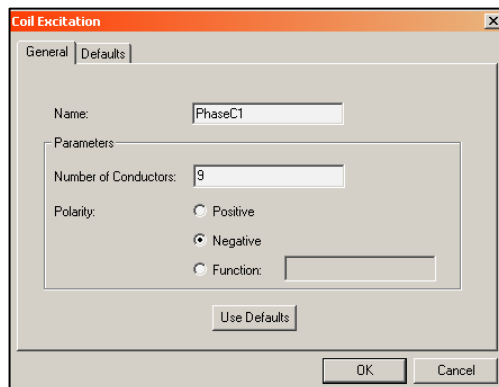 Coil Excitation
General Defaults
Name: PhaseC1
Parameters
Number of Conductors: 9
Polarity: Positive
Negative
Function:
Use Defaults
OK Cancel